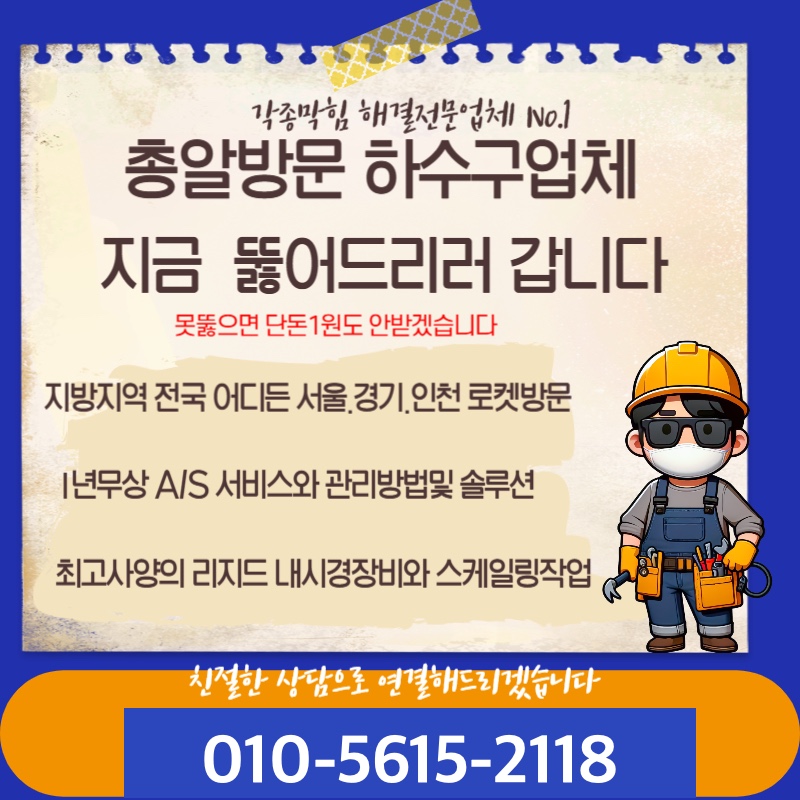 각종막힘 해결전문업체 No.1
총알방문 하수구업체
지금 뚫어드리러 갑니다
못뚫으면 단돈1원도 안받겠습니다
지방지역 전국 어디든 서울.경기.인천 로켓방문
1년무상 A/S 서비스와 관리방법및 솔루션
최고사양의 리지드 내시경장비와 스케일링작업
친절한 상담으로 연결해드리겠습니다
010-5615-2118